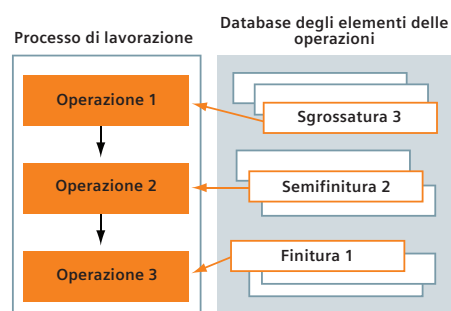 Processo di lavorazione
Database degli elementi delle
operazioni
Operazione 1
Sgrossatura 3
Operazione 2
Semifinitura 2
Operazione 3
Finitura 1